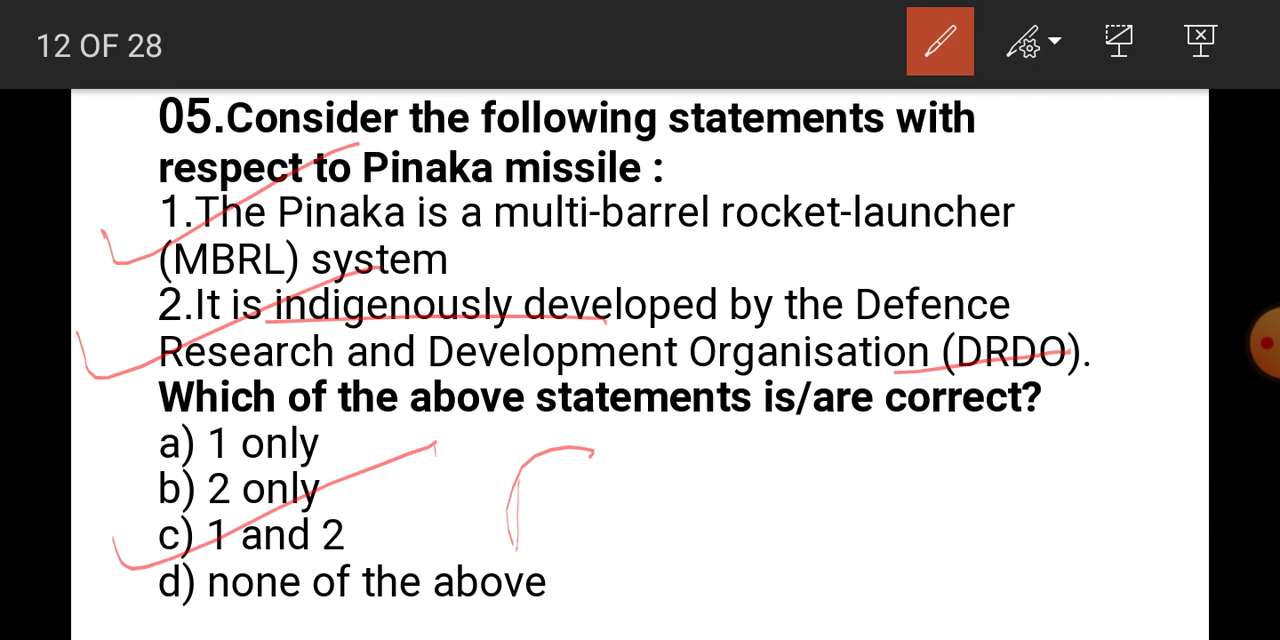 12 OF 28
05.Consider the following statements with
respect to Pinaka missile :
1.The Pinaka is a multi-barrel rocket-launcher
(MBRL) system
2.It is indigenously developed by the Defence
Research and Development Organisation (DRDO).
Which of the above statements is/are correct?
a) 1 only
b) 2 only
c) 1 and 2
d) none of the above